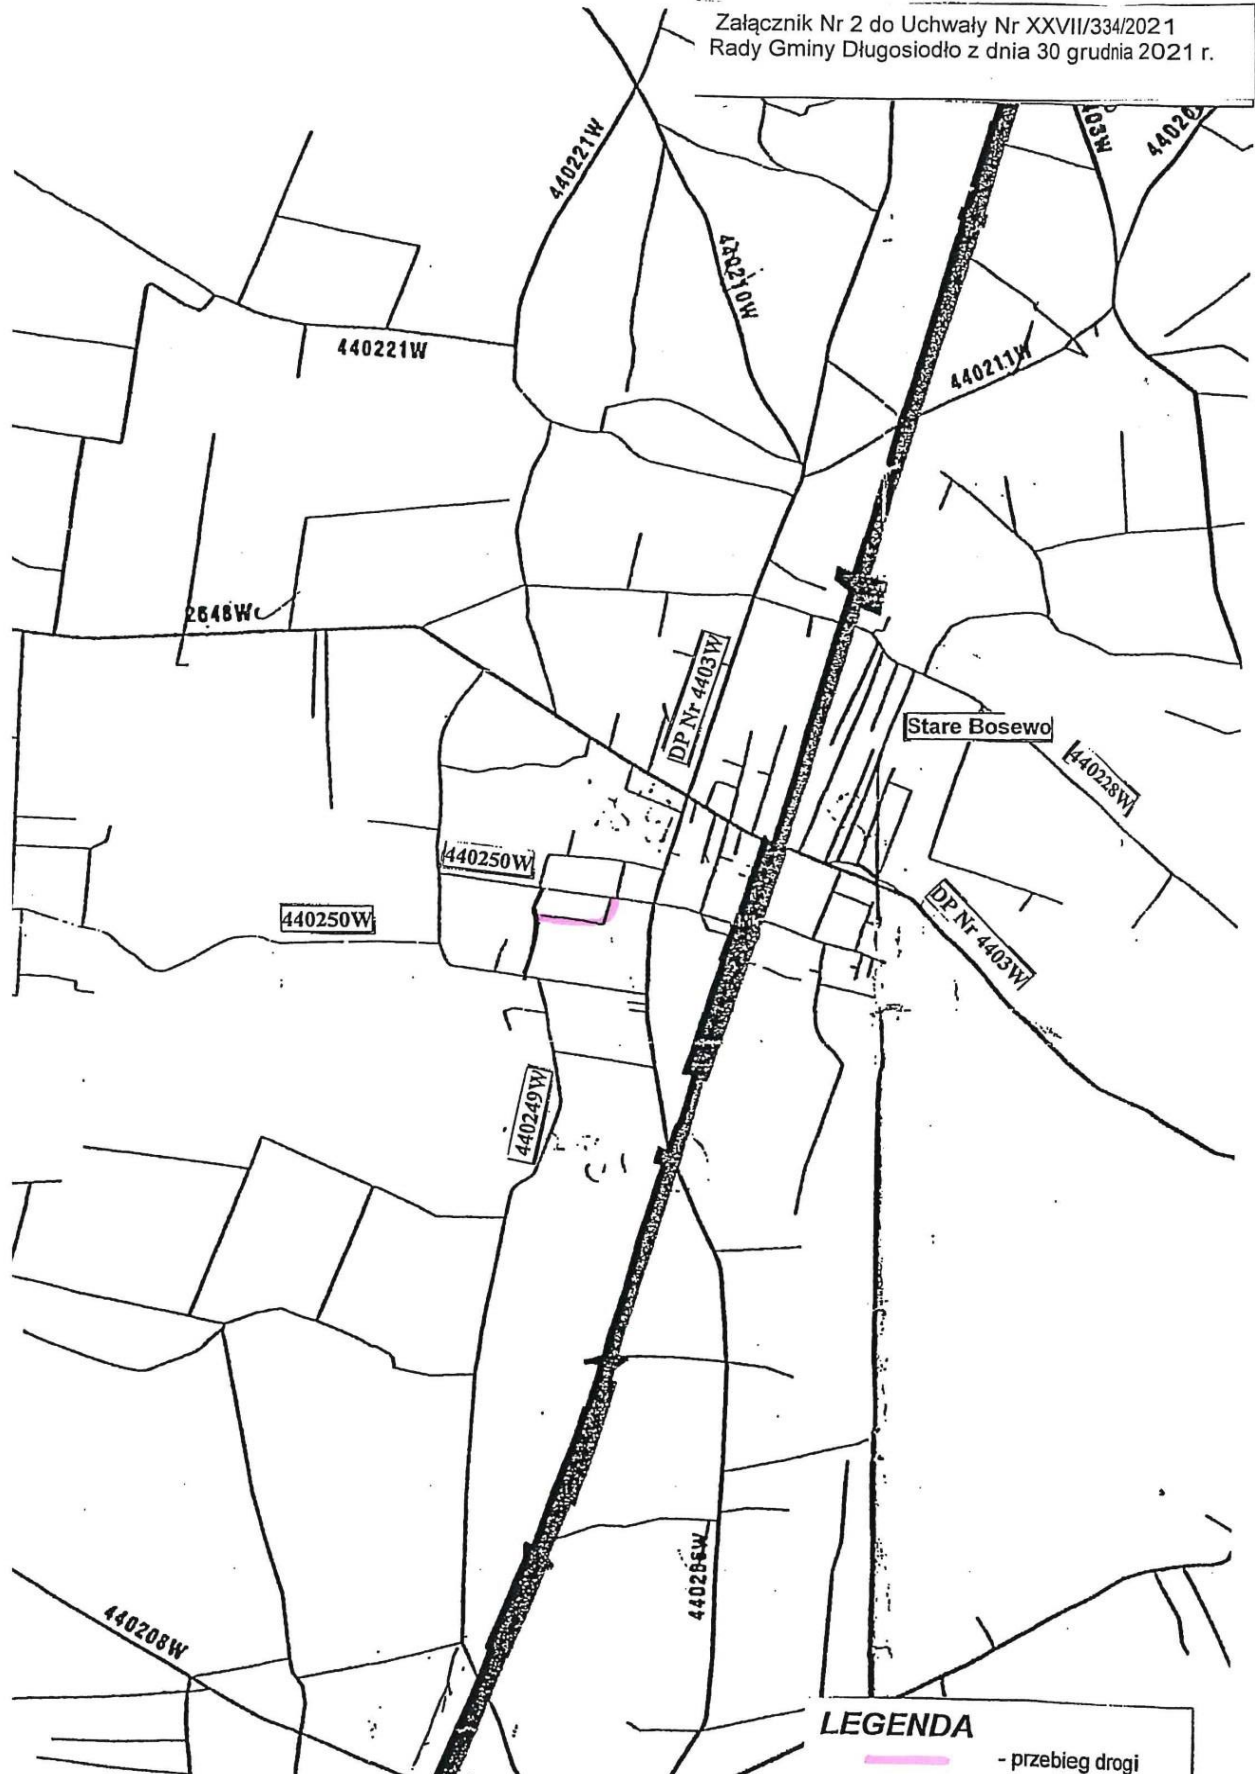 Załącznik Nr 2 do Uchwały Nr XXVII/334/2021
Rady Gminy Długosiodło z dnia 30 grudnia 2021 r.
440221W
440210W
440221W
440211W
DP Nr 4403W
Stare Bosewo
440228W
440250W
440250W
DP Nr 4403W
440249W
440208W
LEGENDA
- przebieg drogi